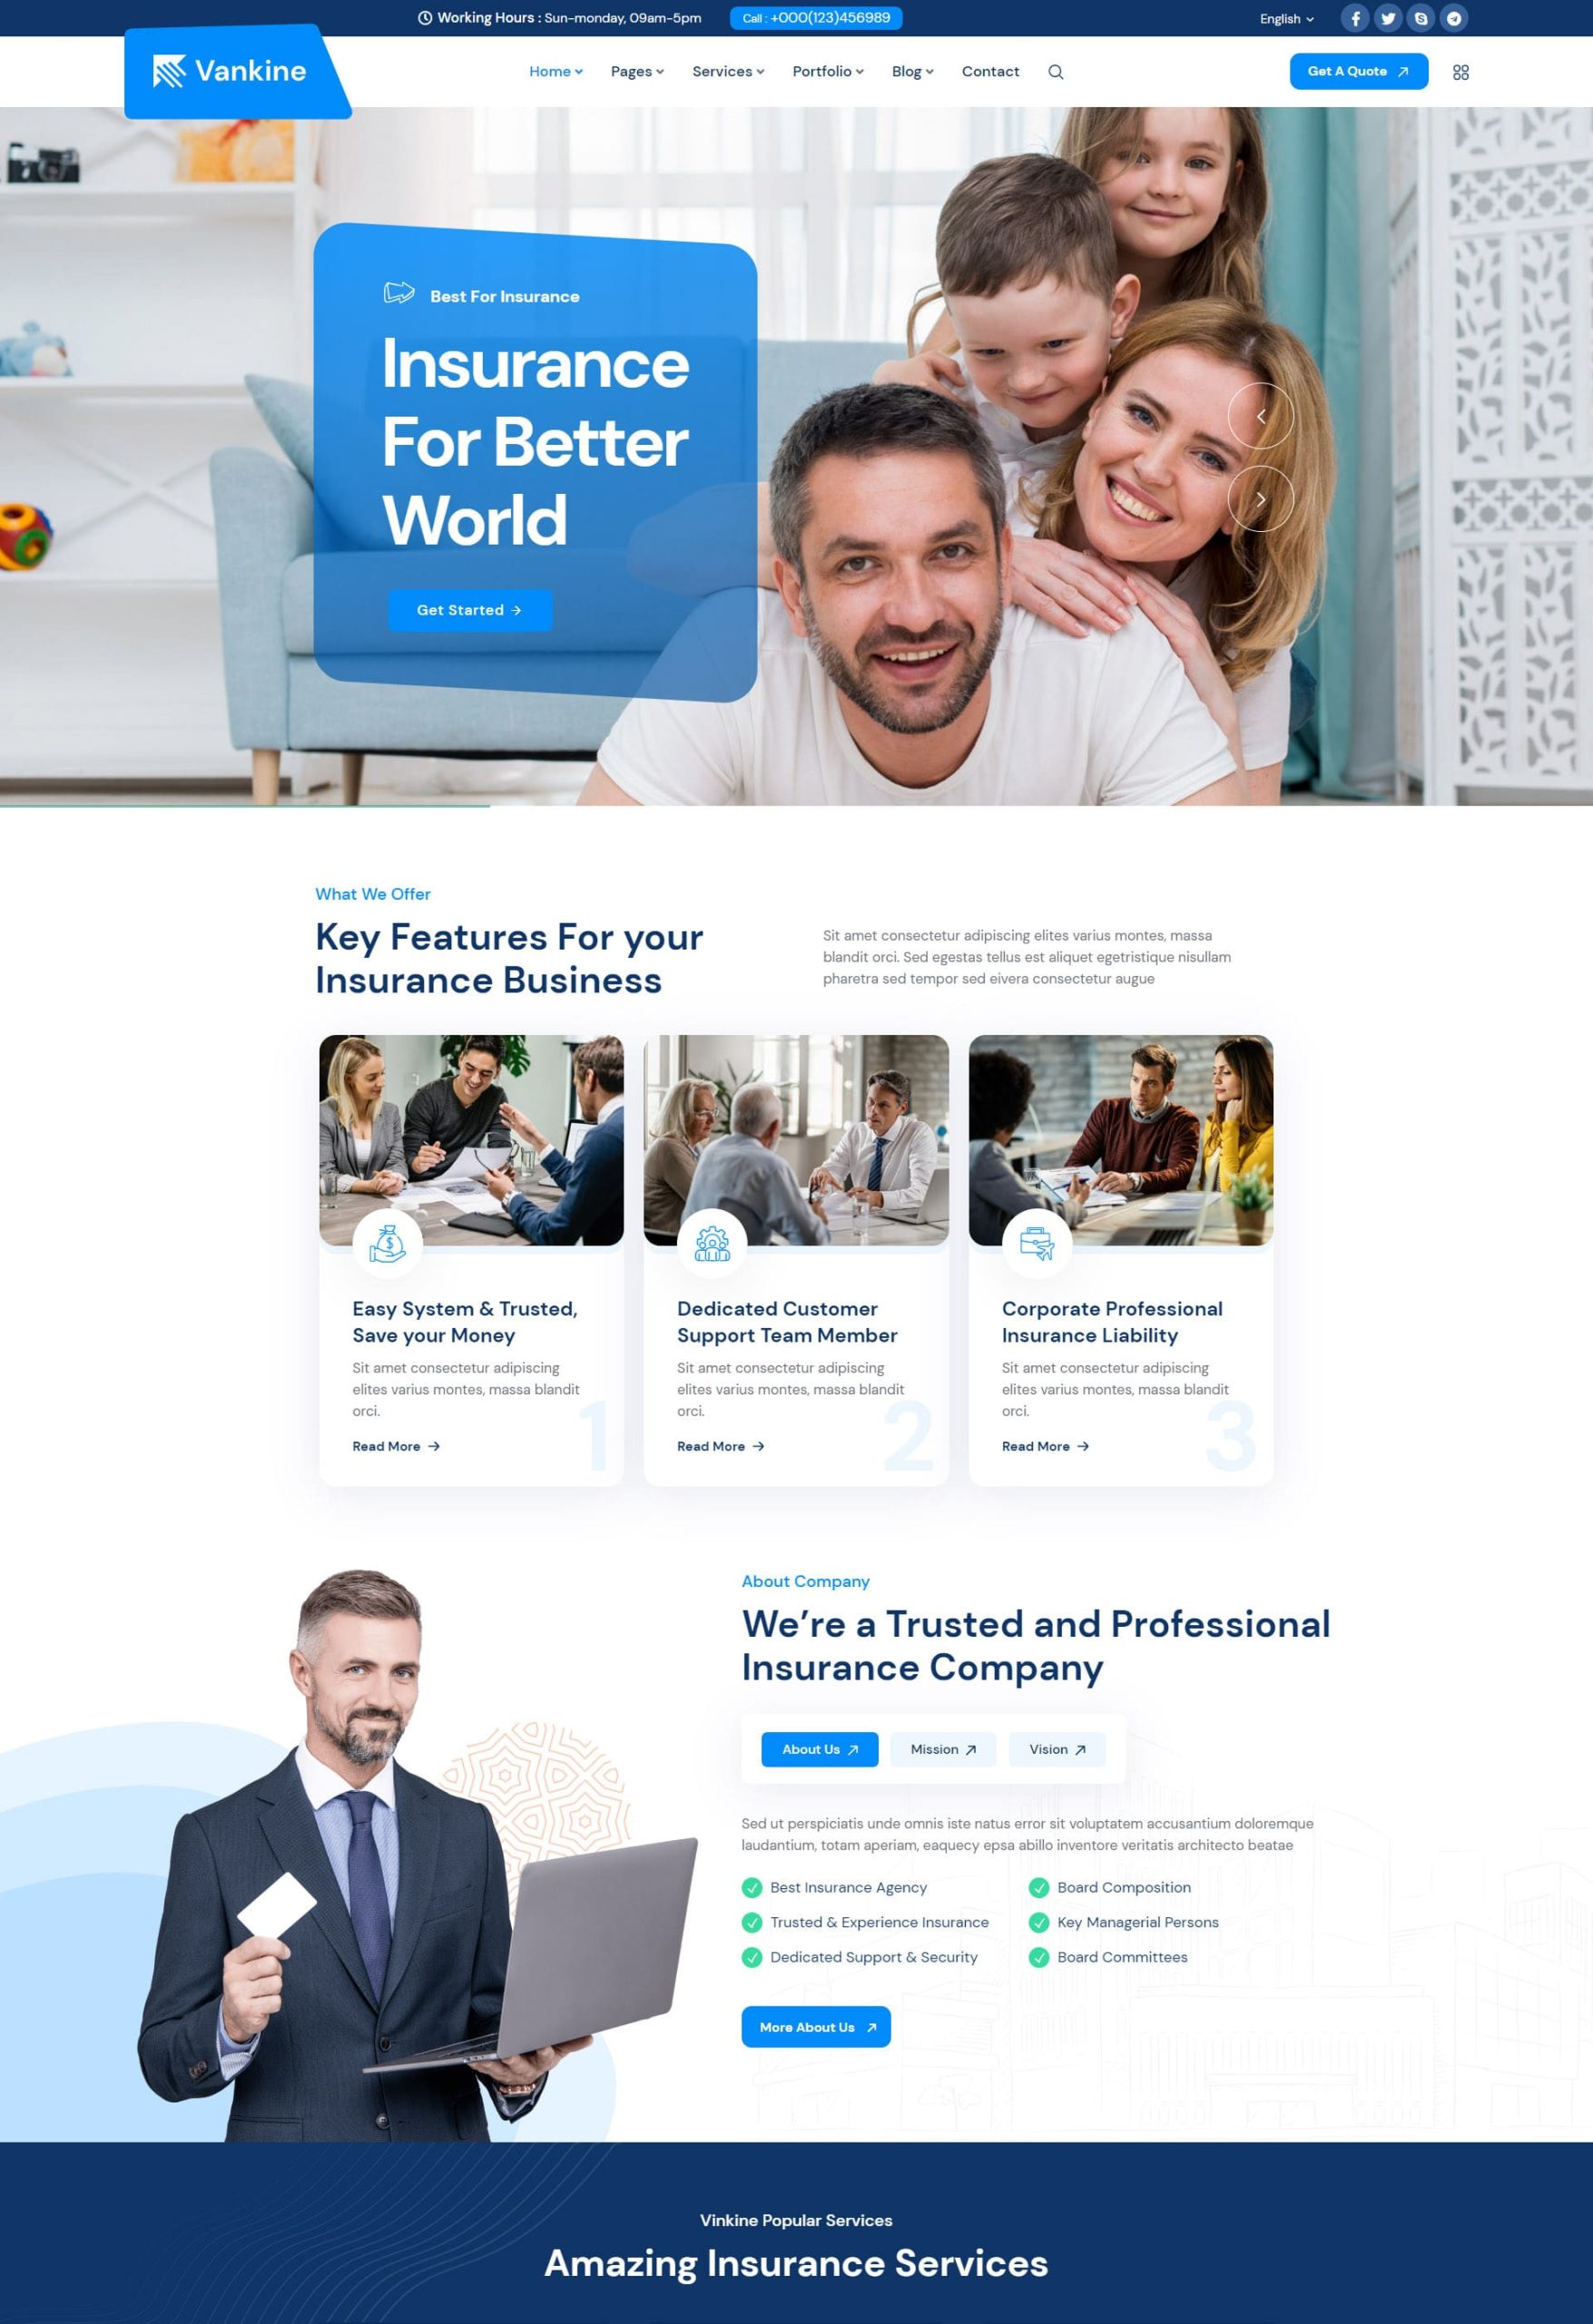 Working Hours : Sun-monday, 09am-5pm
Call : +000(123)456989
English
Vankine
Home
Pages
Services
Portfolio
Blog
Contact
Get A Quote
Best For Insurance
Insurance
For Better
World
Get Started
What We Offer
Key Features For your
Insurance Business
Sit amet consectetur adipiscing elites varius montes, massa
blandit orci. Sed egestas tellus est aliquet egetristique nisullam
pharetra sed tempor sed eivera consectetur augue
Easy System & Trusted,
Save your Money
Sit amet consectetur adipiscing
elites varius montes, massa blandit
orci.
Read More
1
Dedicated Customer
Support Team Member
Sit amet consectetur adipiscing
elites varius montes, massa blandit
orci.
Read More
2
Corporate Professional
Insurance Liability
Sit amet consectetur adipiscing
elites varius montes, massa blandit
orci.
Read More
3
About Company
We’re a Trusted and Professional
Insurance Company
About Us
Mission
Vision
Sed ut perspiciatis unde omnis iste natus error sit voluptatem accusantium doloremque
laudantium, totam aperiam, eaquecy epsa abillo inventore veritatis architecto beatae
Best Insurance Agency
Trusted & Experience Insurance
Dedicated Support & Security
Board Composition
Key Managerial Persons
Board Committees
More About Us
Vinkine Popular Services
Amazing Insurance Services